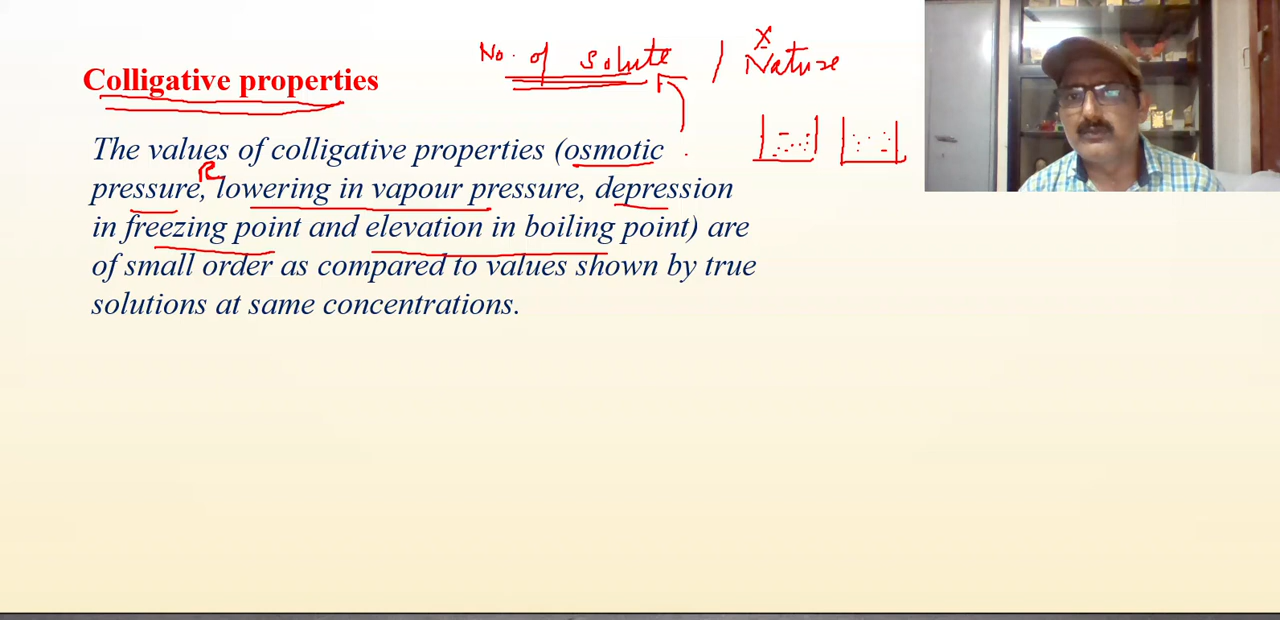 No. of solute / Nature
x
Colligative properties
The values of colligative properties (osmotic
R
pressure, lowering in vapour pressure, depression
in freezing point and elevation in boiling point) are
of small order as compared to values shown by true
solutions at same concentrations.